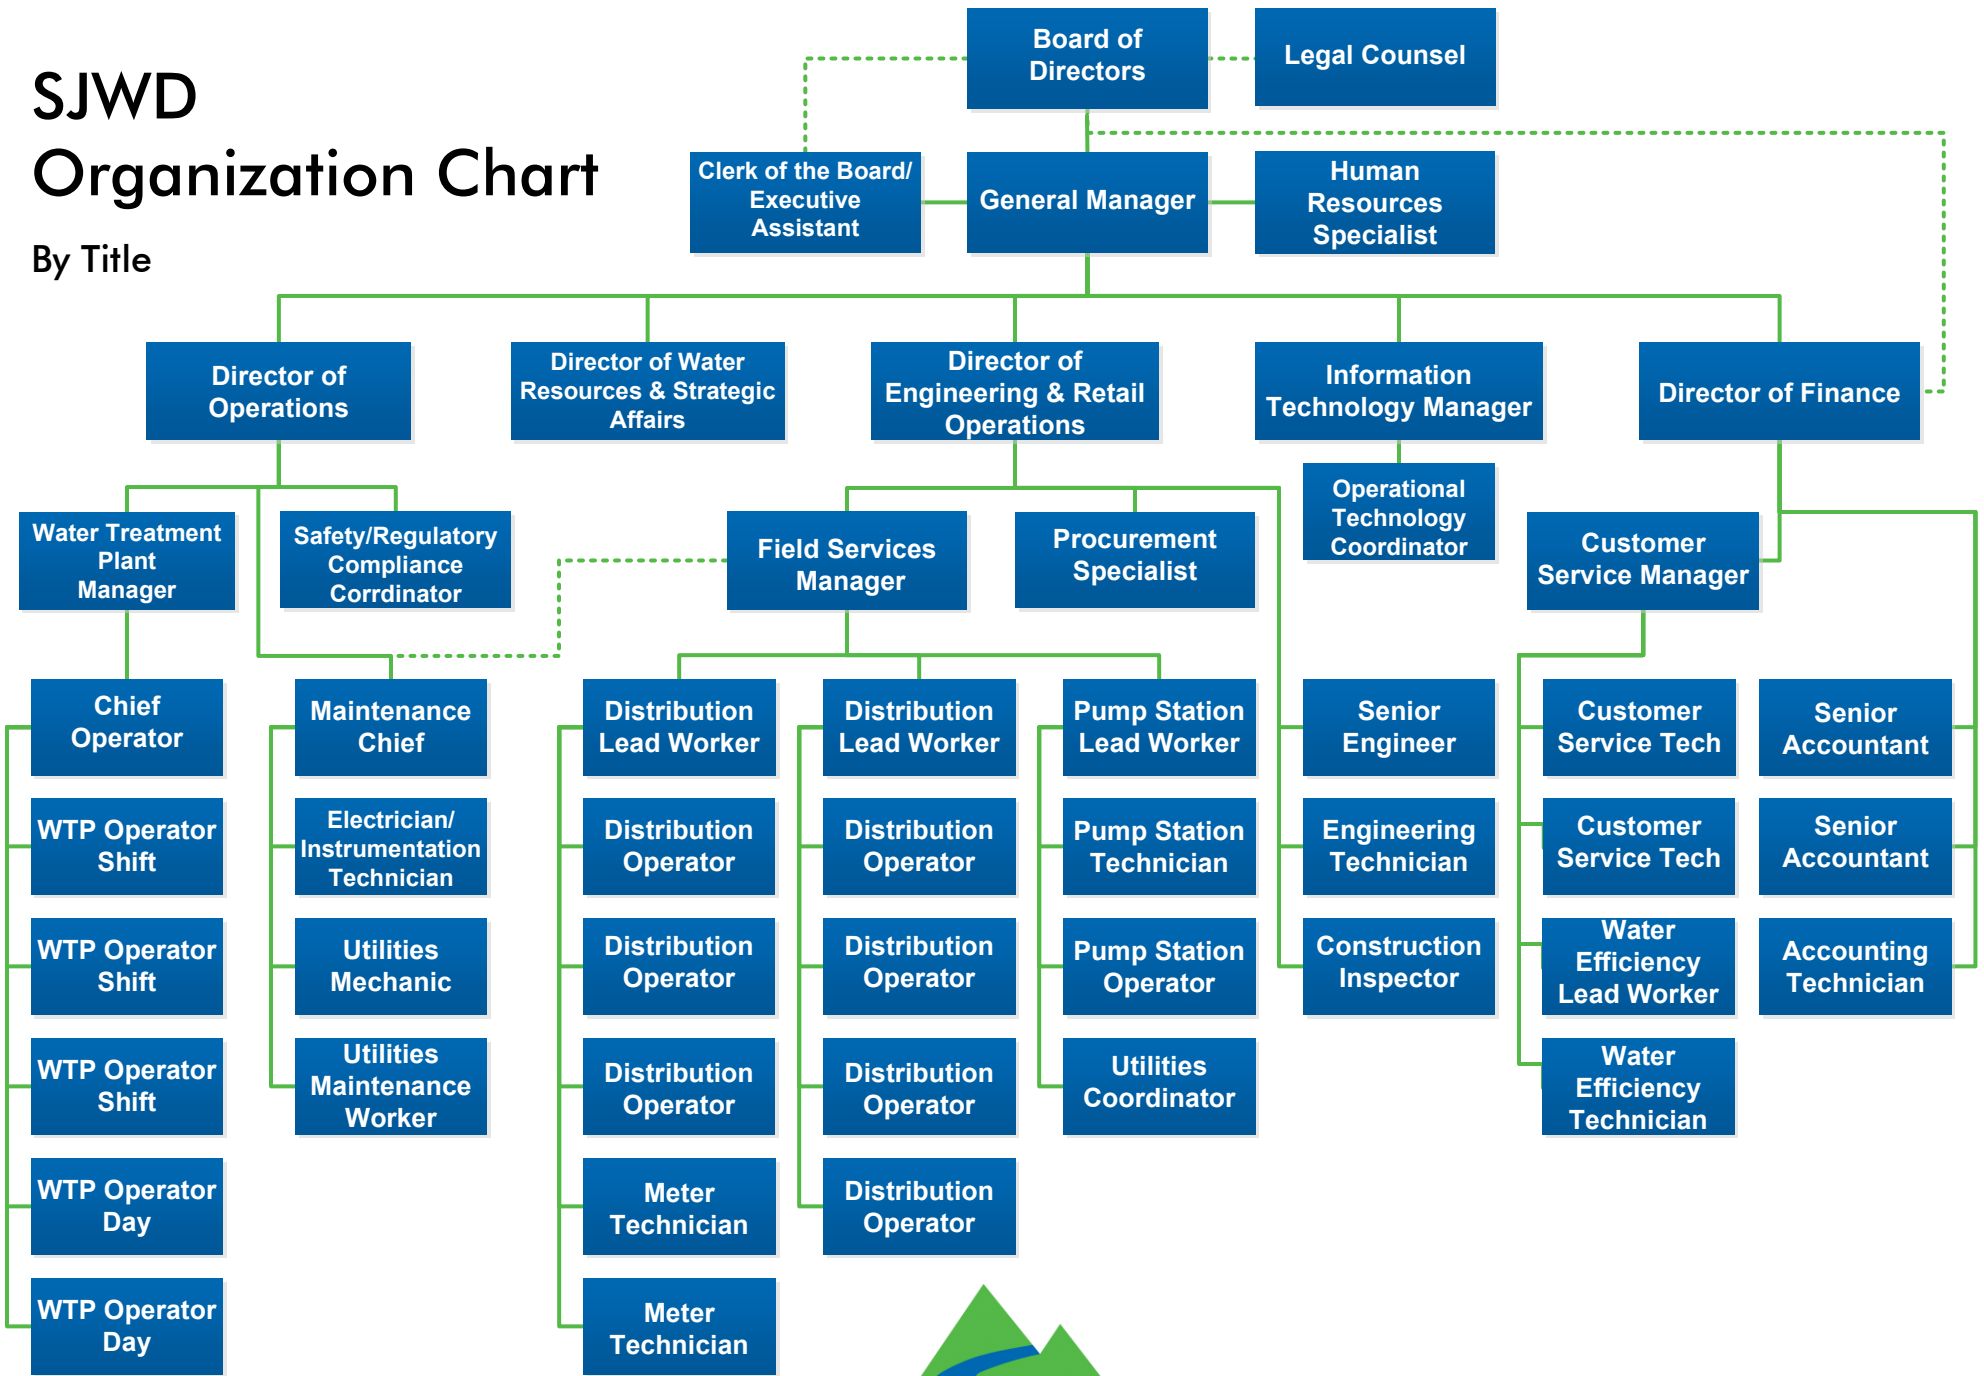 SJWD
Organization Chart
By Title
Board of
Directors
Legal Counsel
Clerk of the Board/
Executive
Assistant
General Manager
Human
Resources
Specialist
Director of
Operations
Director of Water
Resources & Strategic
Affairs
Director of
Engineering & Retail
Operations
Information
Technology Manager
Director of Finance
Water Treatment
Plant
Manager
Safety/Regulatory
Compliance
Corrdinator
Field Services
Manager
Procurement
Specialist
Operational
Technology
Coordinator
Customer
Service Manager
Chief
Operator
WTP Operator
Shift
WTP Operator
Shift
WTP Operator
Shift
WTP Operator
Day
WTP Operator
Day
Maintenance
Chief
Electrician/
Instrumentation
Technician
Utilities
Mechanic
Utilities
Maintenance
Worker
Distribution
Lead Worker
Distribution
Operator
Distribution
Operator
Distribution
Operator
Meter
Technician
Meter
Technician
Distribution
Lead Worker
Distribution
Operator
Distribution
Operator
Distribution
Operator
Distribution
Operator
Pump Station
Lead Worker
Pump Station
Technician
Pump Station
Operator
Utilities
Coordinator
Senior
Engineer
Engineering
Technician
Construction
Inspector
Customer
Service Tech
Customer
Service Tech
Water
Efficiency
Lead Worker
Water
Efficiency
Technician
Senior
Accountant
Senior
Accountant
Accounting
Technician